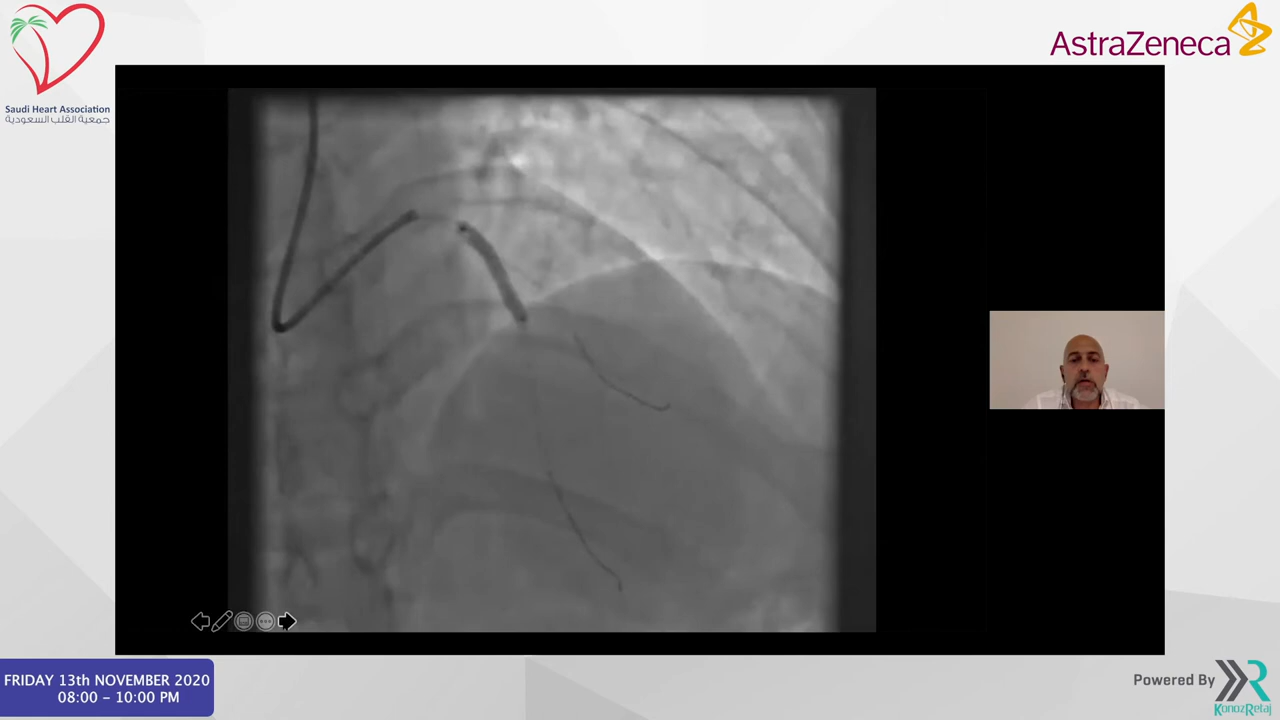 Saudi Heart Association
جمعية القلب السعودية
AstraZeneca
FRIDAY 13th NOVEMBER 2020
08:00 – 10:00 PM
Powered By
KonozRetaj